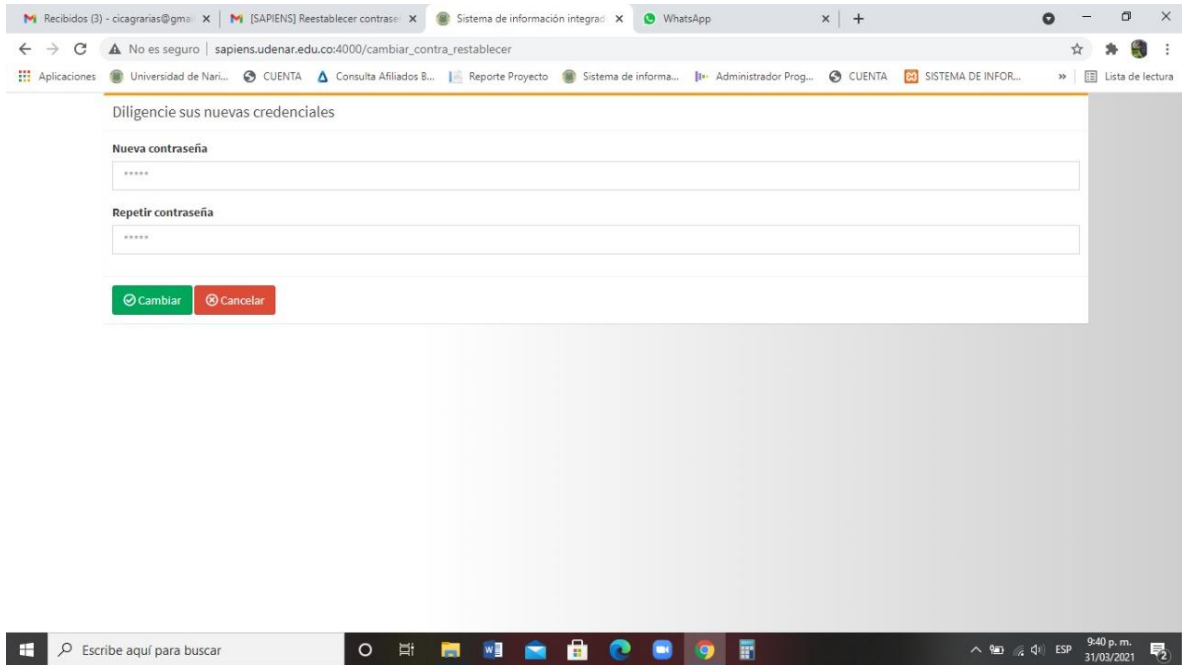 Recibidos (3) - cicagrarias@gmai
[SAPIENS] Reestablecer contrase
Sistema de información integrad
WhatsApp
No es seguro | sapiens.udenar.edu.co:4000/cambiar_contra_restablecer
Aplicaciones
Universidad de Nari...
CUENTA
Consulta Afiliados B...
Reporte Proyecto
Sistema de informa...
Administrador Prog...
CUENTA
SISTEMA DE INFOR...
»
Lista de lectura
Diligencie sus nuevas credenciales
Nueva contraseña
*****
Repetir contraseña
*****
Cambiar
Cancelar
Escribe aquí para buscar
ESP
9:40 p. m.
31/03/2021
2